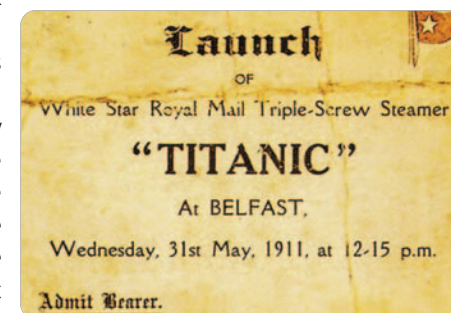 Launch
OF
White Star Royal Mail Triple-Screw Steamer
"TITANIC"
At BELFAST,
Wednesday, 31st May, 1911, at 12-15 p.m.
Admit Bearer.